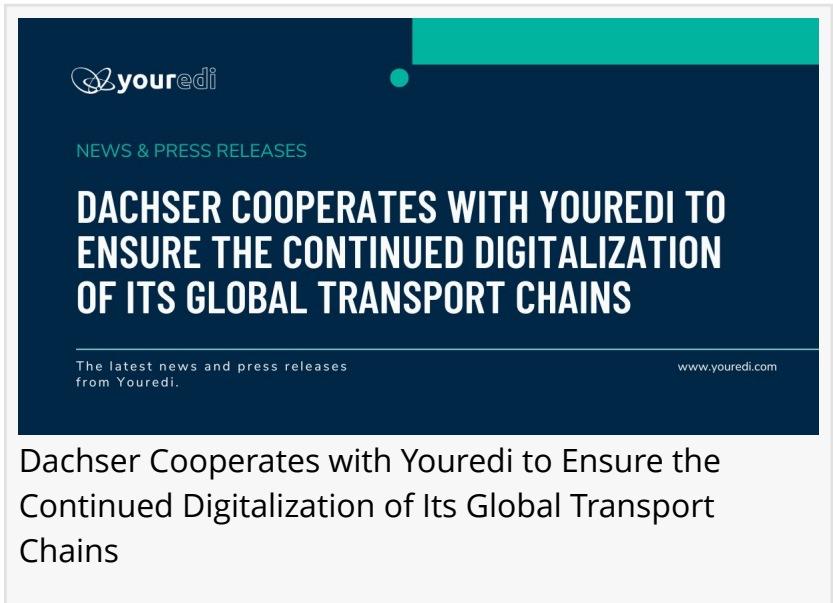 youredi
NEWS & PRESS RELEASES
DACHSER COOPERATES WITH YOUREDI TO
ENSURE THE CONTINUED DIGITALIZATION
OF ITS GLOBAL TRANSPORT CHAINS
The latest news and press releases
from Youredi.
www.youredi.com
Dachser Cooperates with Youredi to Ensure the
Continued Digitalization of Its Global Transport
Chains